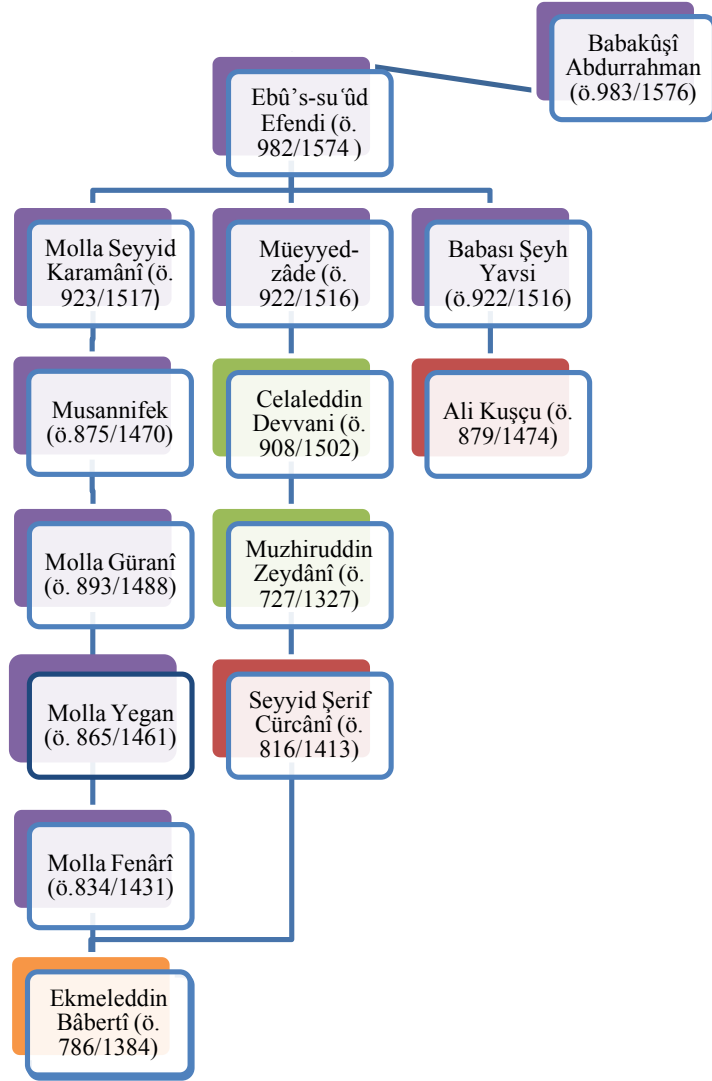 Babakûşî
Abdurrahman
(ö.983/1576)
Ebû's-su‘ûd
Efendi (ö.
982/1574 )
Molla Seyyid
Karamânî (ö.
923/1517)
Müeyyed-
zâde (ö.
922/1516)
Babası Şeyh
Yavsi
(ö.922/1516)
Musannifek
(ö.875/1470)
Celaleddin
Devvani (ö.
908/1502)
Ali Kuşçu (ö.
879/1474)
Molla Güranî
(ö. 893/1488)
Muzhiruddin
Zeydânî (ö.
727/1327)
Molla Yegan
(ö. 865/1461)
Seyyid Şerif
Cürcânî (ö.
816/1413)
Molla Fenârî
(ö.834/1431)
Ekmeleddin
Bâbertî (ö.
786/1384)